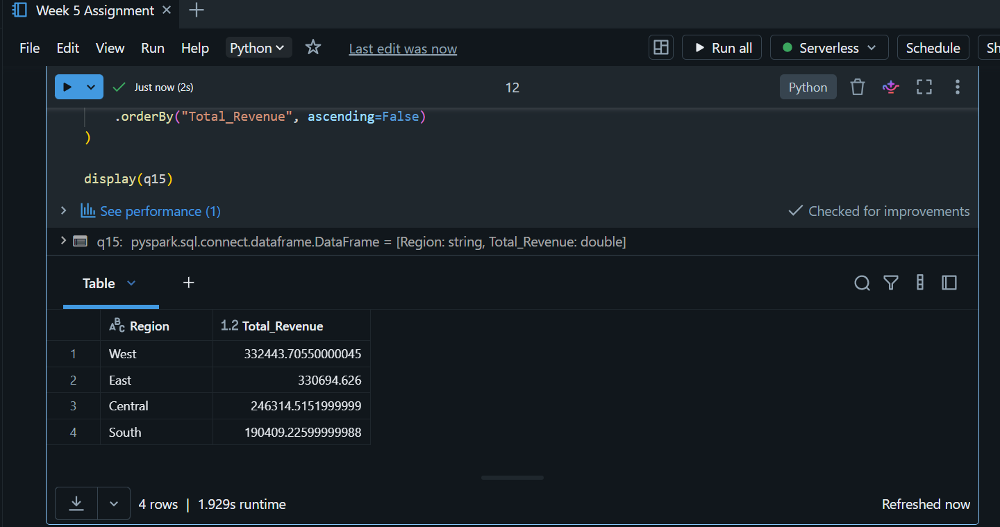 Week 5 Assignment
File Edit View Run Help Python Last edit was now Run all Serverless Schedule Sh
Just now (2s) 12 Python
.orderBy("Total_Revenue", ascending=False)
)
display(q15)
See performance (1) Checked for improvements
q15: pyspark.sql.connect.dataframe.DataFrame = [Region: string, Total_Revenue: double]
Table
ABC Region 1.2 Total_Revenue
1 West 332443.70550000045
2 East 330694.626
3 Central 246314.5151999999
4 South 190409.22599999988
4 rows | 1.929s runtime Refreshed now